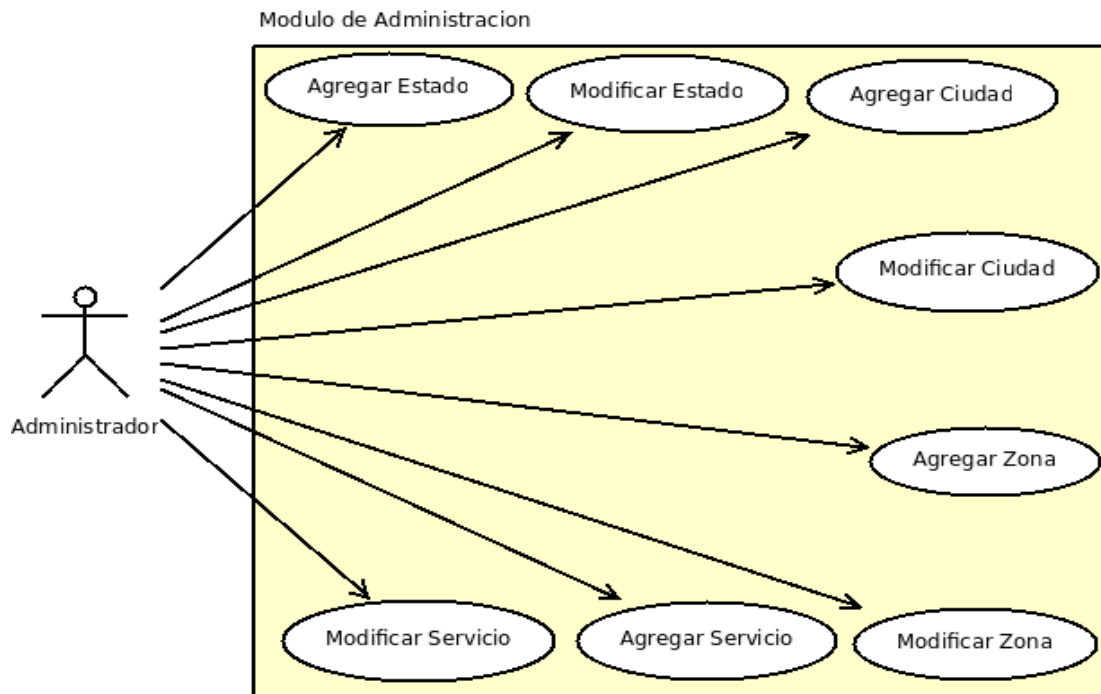 Modulo de Administracion
Agregar Estado
Modificar Estado
Agregar Ciudad
Modificar Ciudad
Administrador
Agregar Zona
Modificar Servicio
Agregar Servicio
Modificar Zona